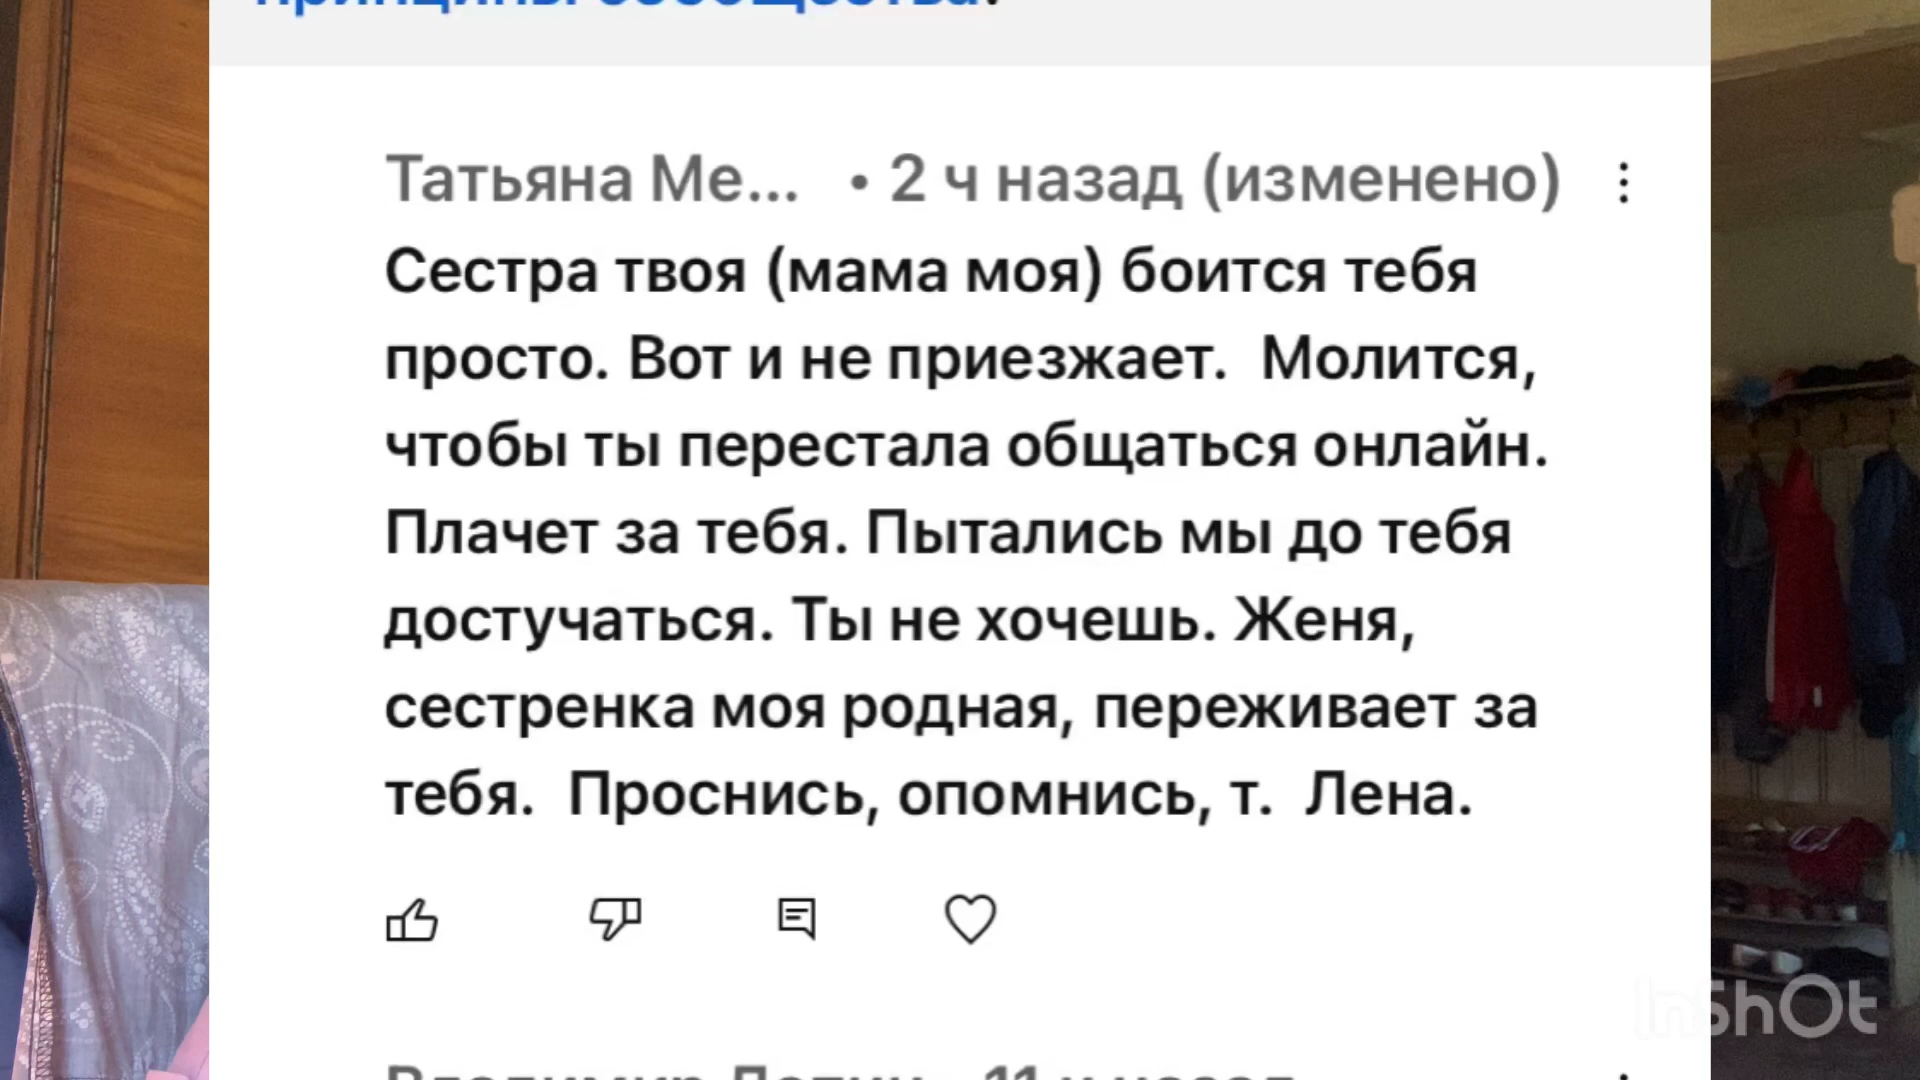 принципы сообщества.
Татьяна Ме... • 2 ч назад (изменено)
Сестра твоя (мама моя) боится тебя
просто. Вот и не приезжает. Молится,
чтобы ты перестала общаться онлайн.
Плачет за тебя. Пытались мы до тебя
достучаться. Ты не хочешь. Женя,
сестренка моя родная, переживает за
тебя. Проснись, опомнись, т. Лена.
InShOt